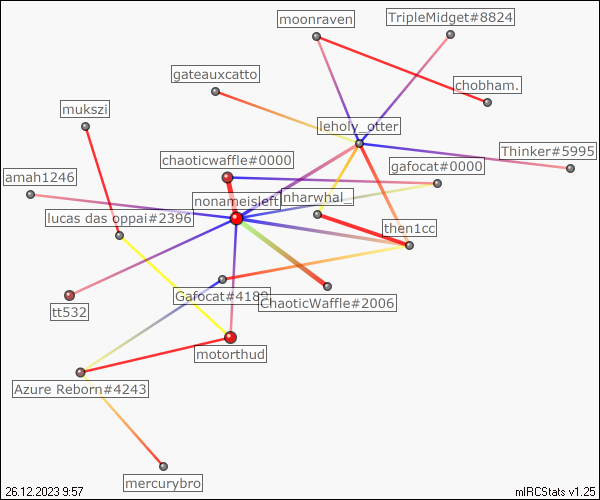 moonraven
TripleMidget#8824
gateauxcatto
chobham.
mukszi
leholy_otter
Thinker#5995
chaoticwaffle#0000
gafocat#0000
amah1246
nonameisleft
nharwhal_
lucas das oppai#2396
then1cc
Gafocat#4189
ChaoticWaffle#2006
tt532
motorthud
Azure Reborn#4243
mercurybro
26.12.2023 9:57
mIRCStats v1.25